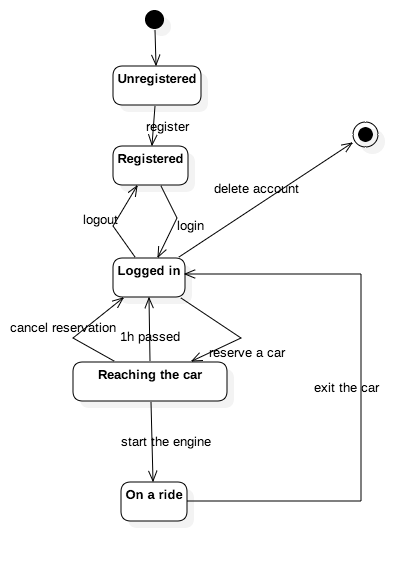 Unregistered
register
Registered
delete account
logout
login
Logged in
cancel reservation
1h passed
reserve a car
Reaching the car
exit the car
start the engine
On a ride